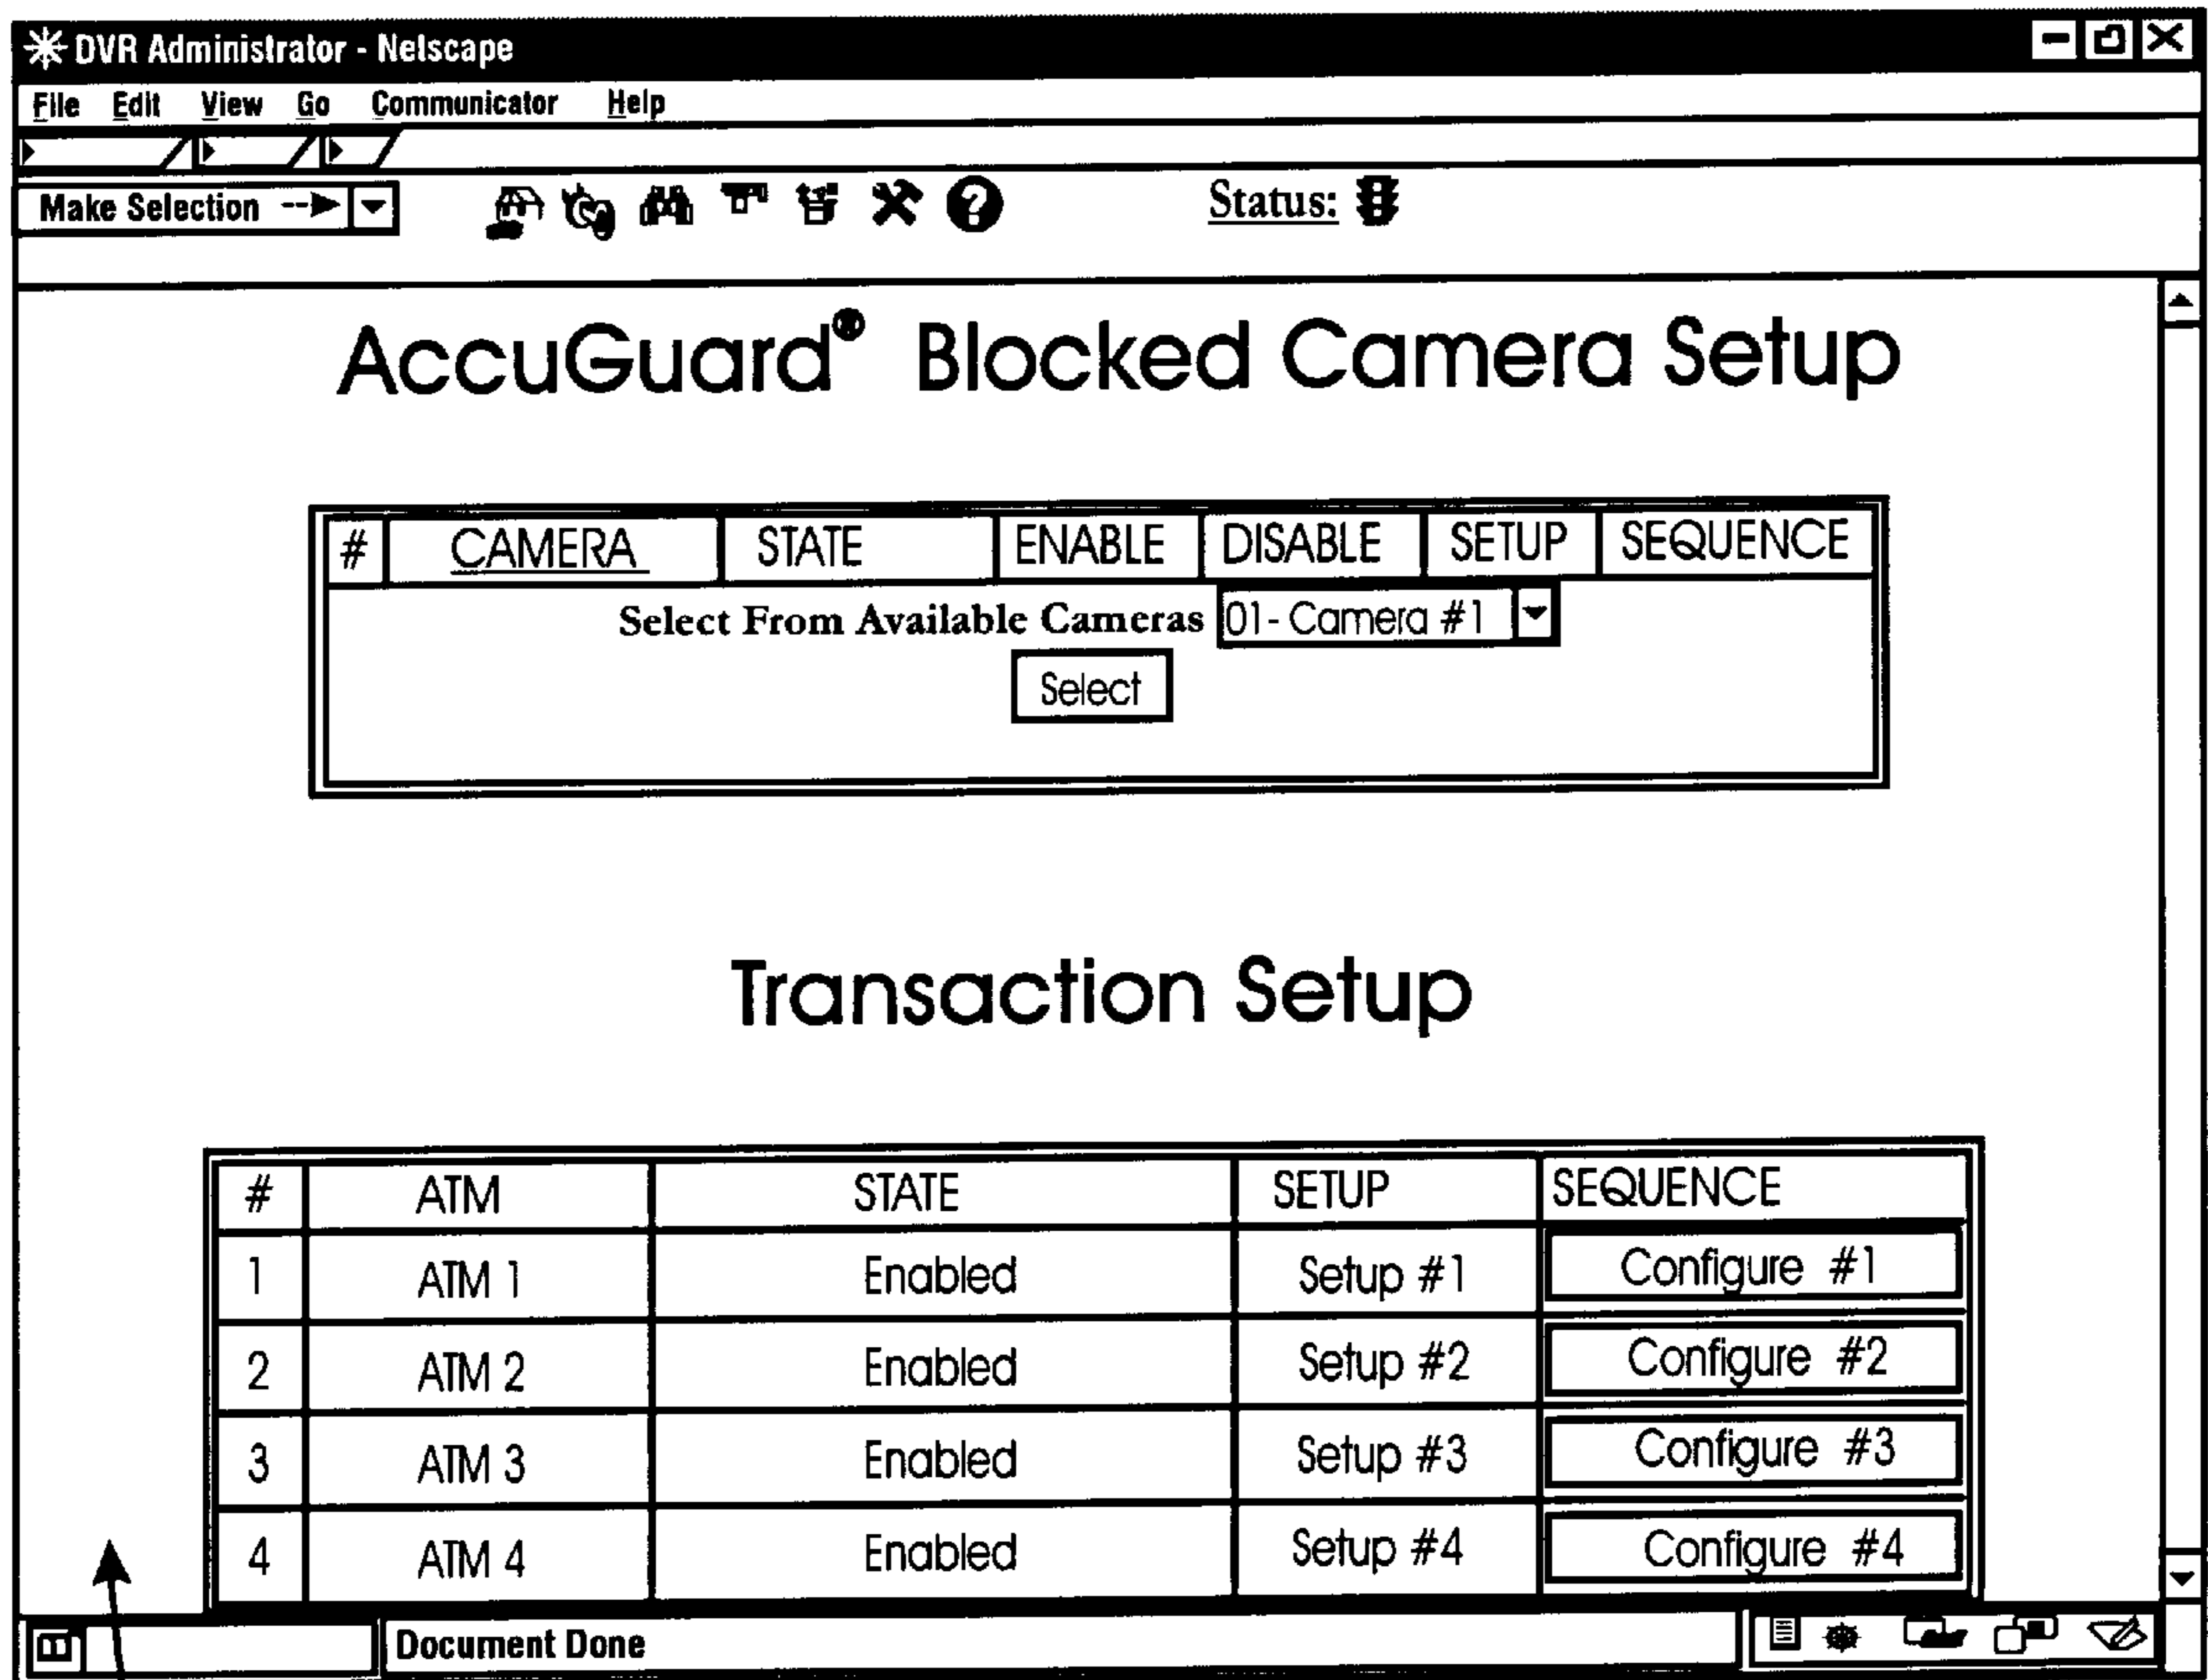 DVR Administrator - Nelscape
File Edit View Go Communicator Help
Make Selection -->
Status:
AccuGuard® Blocked Camera Setup
# CAMERA STATE ENABLE DISABLE SETUP SEQUENCE
Select From Available Cameras 01- Camera #1
Select
Transaction Setup
# ATM STATE SETUP SEQUENCE
1 ATM 1 Enabled Setup #1 Configure #1
2 ATM 2 Enabled Setup #2 Configure #2
3 ATM 3 Enabled Setup #3 Configure #3
4 ATM 4 Enabled Setup #4 Configure #4
Document Done